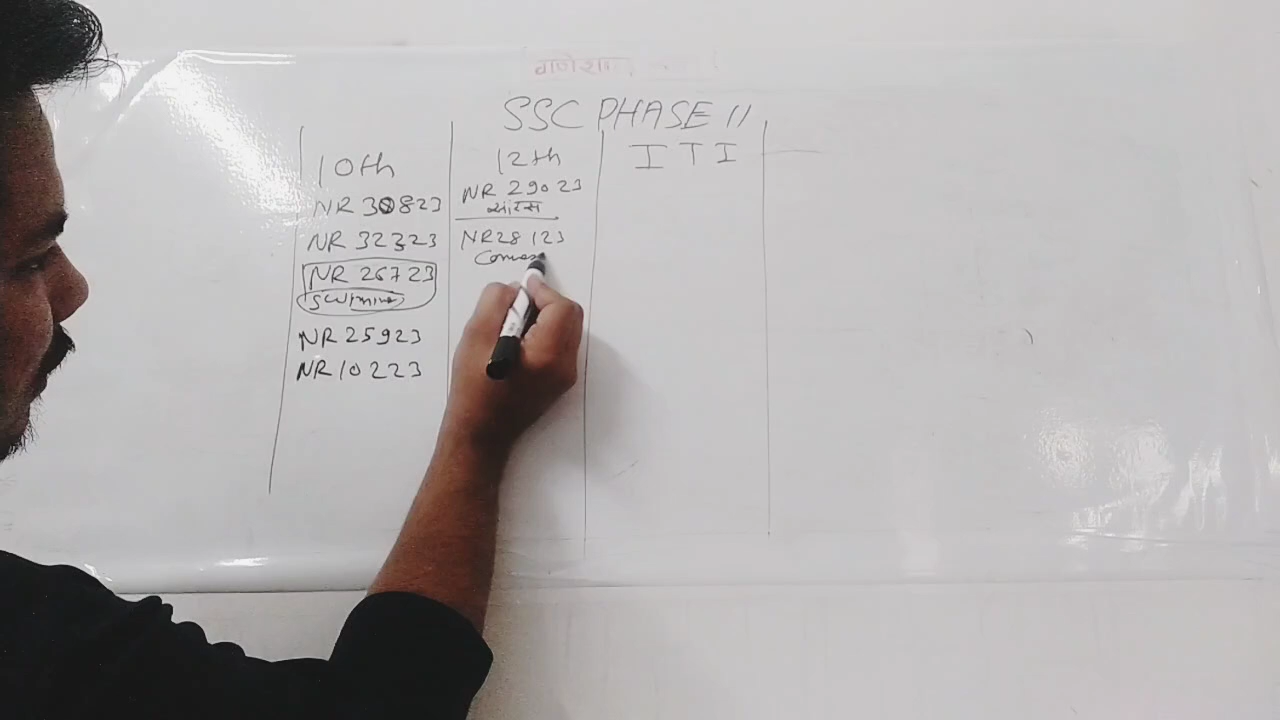 SSC PHASE 11
10th
NR 30823
NR 32323
NR 26723
NR 25923
NR 10223
12th
NR 29023
NR28123
ITI